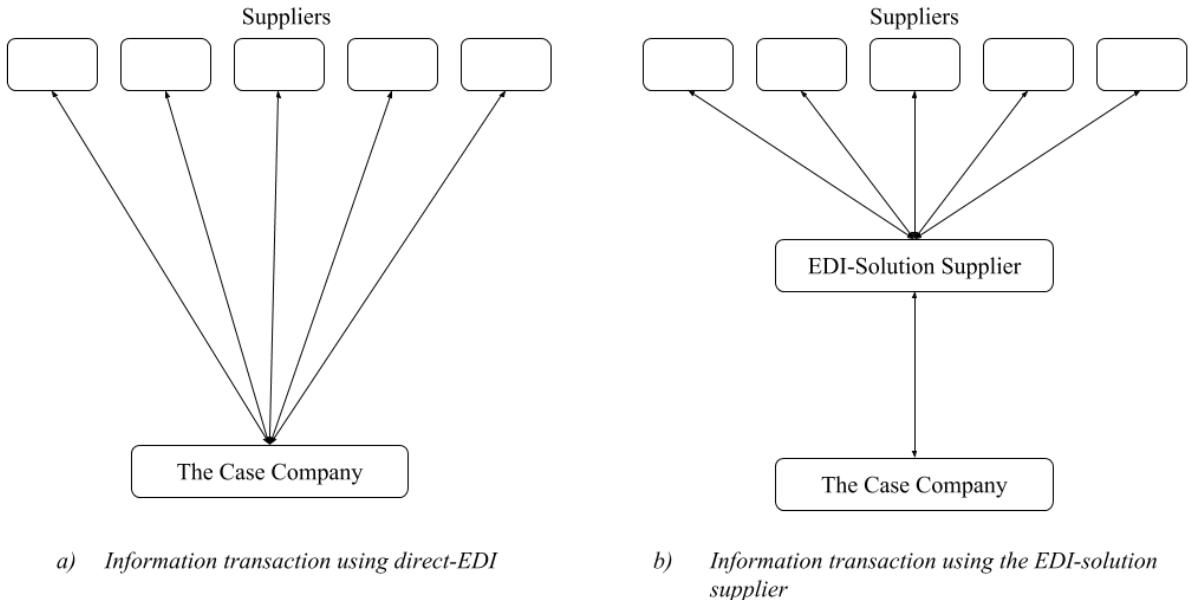 Suppliers
The Case Company
a) Information transaction using direct-EDI
Suppliers
EDI-Solution Supplier
The Case Company
b) Information transaction using the EDI-solution
supplier